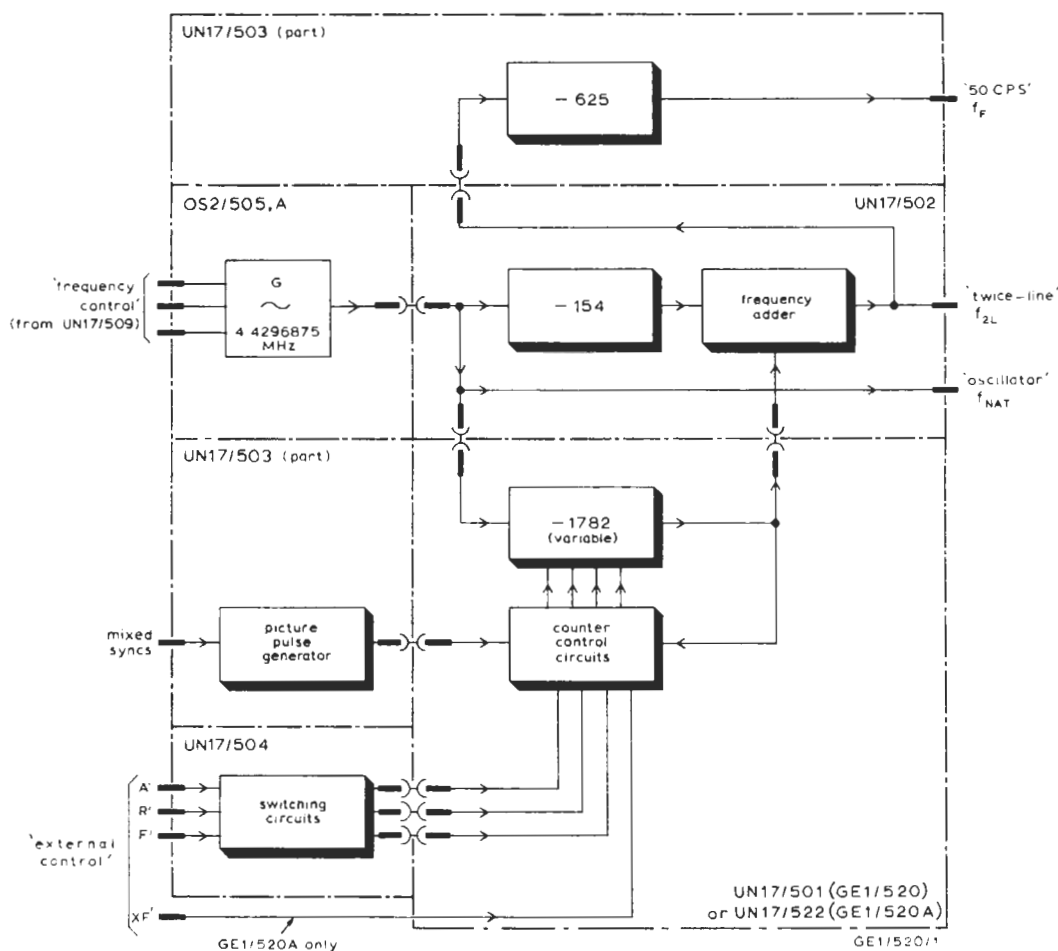 UN17/503 (part)
– 625
'50 CPS'
fF
OS2/505,A
UN17/502
'frequency
control'
(from UN17/509)
G
~
4.4296875
MHz
– 154
frequency
adder
'twice-line'
f2L
'oscillator'
fNAT
UN17/503 (part)
– 1782
(variable)
mixed
syncs
picture
pulse
generator
counter
control
circuits
UN17/504
'external
control'
A'
R'
F'
XF'
switching
circuits
GE1/520A only
UN17/501 (GE1/520)
or UN17/522 (GE1/520A)
GE1/520/1